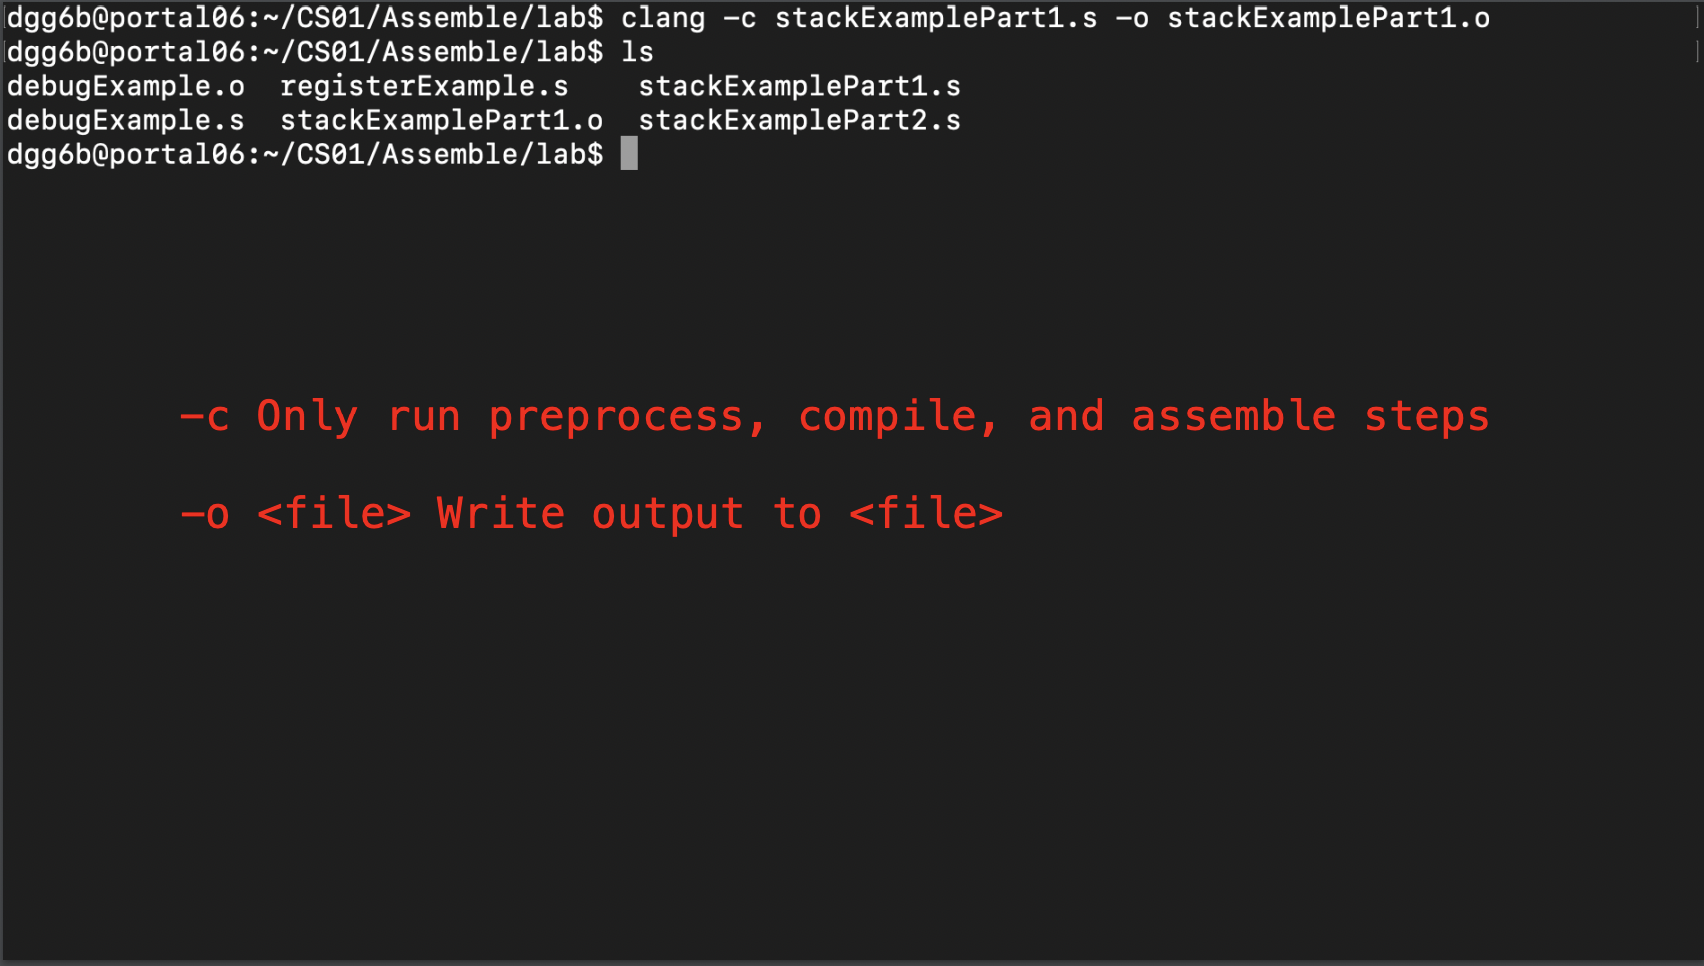 dgg6b@portal06:~/CS01/Assemble/lab$ clang -c stackExamplePart1.s -o stackExamplePart1.o
dgg6b@portal06:~/CS01/Assemble/lab$ ls
debugExample.o  registerExample.s    stackExamplePart1.s
debugExample.s  stackExamplePart1.o  stackExamplePart2.s
dgg6b@portal06:~/CS01/Assemble/lab$
-c Only run preprocess, compile, and assemble steps
-o <file> Write output to <file>